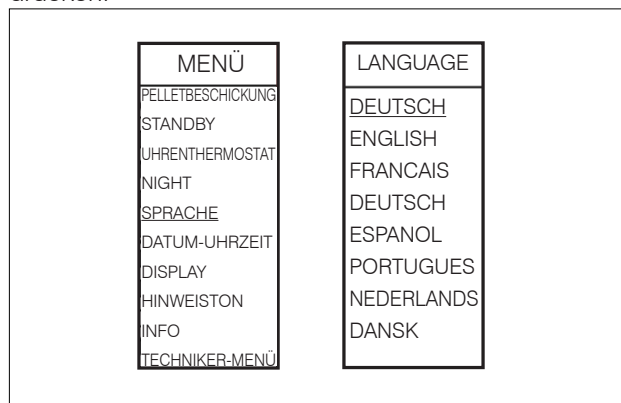 drücken.
MENÜ
PELLETBESCHICKUNG
STANDBY
UHRENTHERMOSTAT
NIGHT
SPRACHE
DATUM-UHRZEIT
DISPLAY
HINWEISTON
INFO
TECHNIKER-MENÜ
LANGUAGE
DEUTSCH
ENGLISH
FRANCAIS
DEUTSCH
ESPANOL
PORTUGUES
NEDERLANDS
DANSK